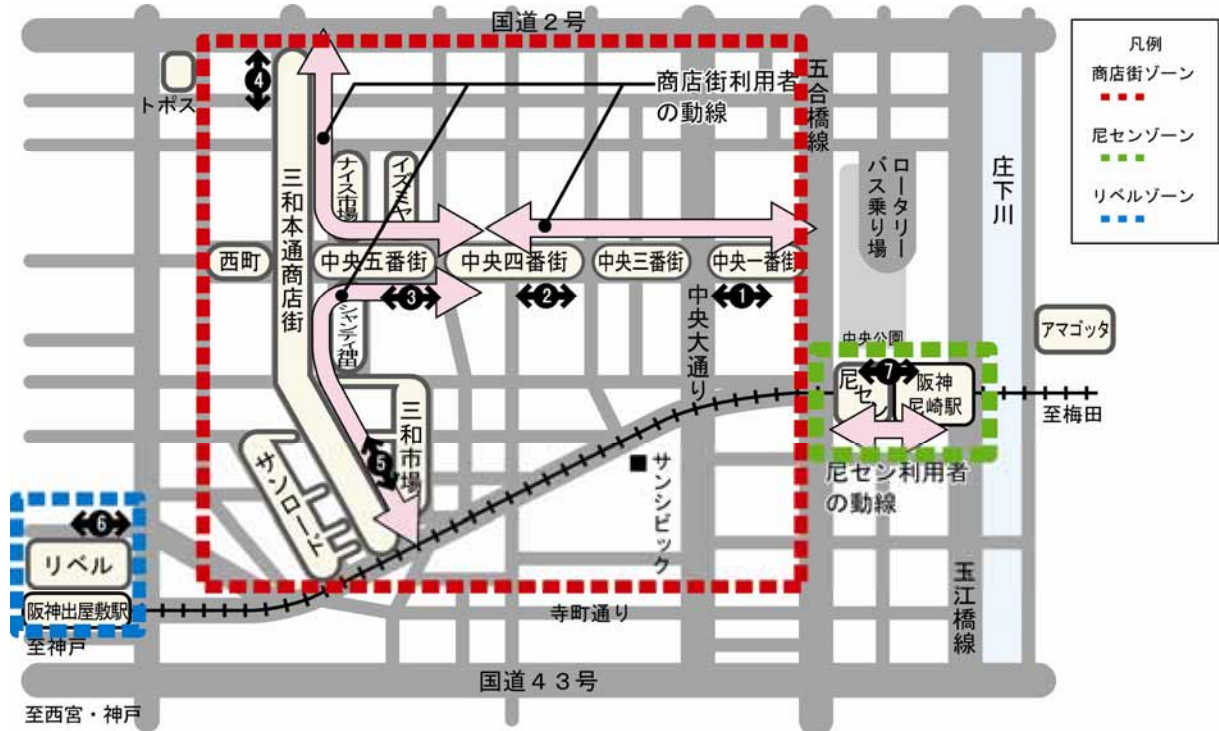 国道２号
凡例
商店街ゾーン
尼センゾーン
リベルゾーン
トポス
4
商店街利用者
の動線
五合橋線
ナイス市場
イズミヤ
三和本通商店街
ロータリー
バス乗り場
庄下川
西町
中央五番街
中央四番街
中央三番街
中央一番街
3
2
1
中央大通り
中央公園
アマゴッタ
7
尼セン
阪神
尼崎駅
至梅田
三和市場
5
サンロード
サンシビック
尼セン利用者
の動線
6
リベル
阪神出屋敷駅
至神戸
寺町通り
玉江橋線
国道４３号
至西宮・神戸